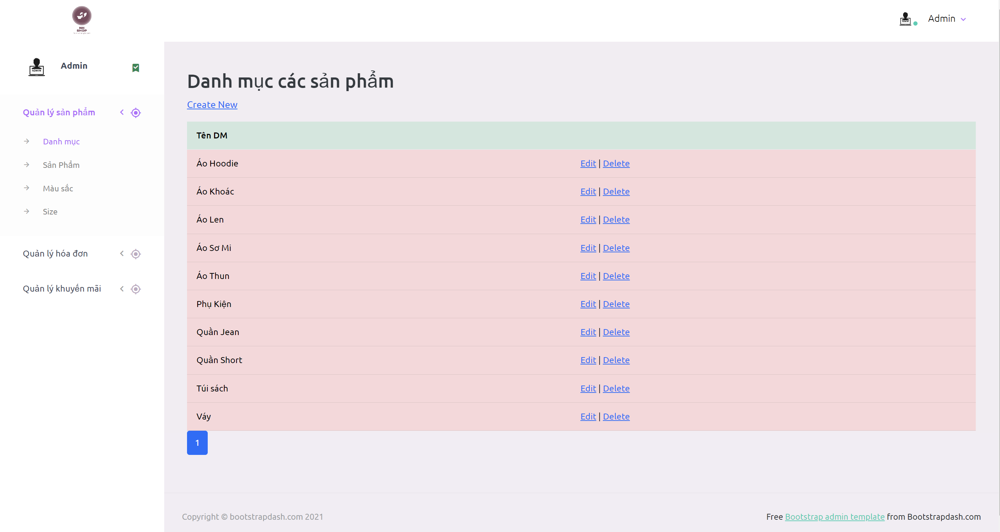 NH
SHOP
Admin
ADMIN
Admin
Quản lý sản phẩm
Danh mục
Sản Phẩm
Màu sắc
Size
Quản lý hóa đơn
Quản lý khuyến mãi
Danh mục các sản phẩm
Create New
Tên DM
Áo Hoodie Edit | Delete
Áo Khoác Edit | Delete
Áo Len Edit | Delete
Áo Sơ Mi Edit | Delete
Áo Thun Edit | Delete
Phụ Kiện Edit | Delete
Quần Jean Edit | Delete
Quần Short Edit | Delete
Túi sách Edit | Delete
Váy Edit | Delete
1
Copyright © bootstrapdash.com 2021
Free Bootstrap admin template from Bootstrapdash.com